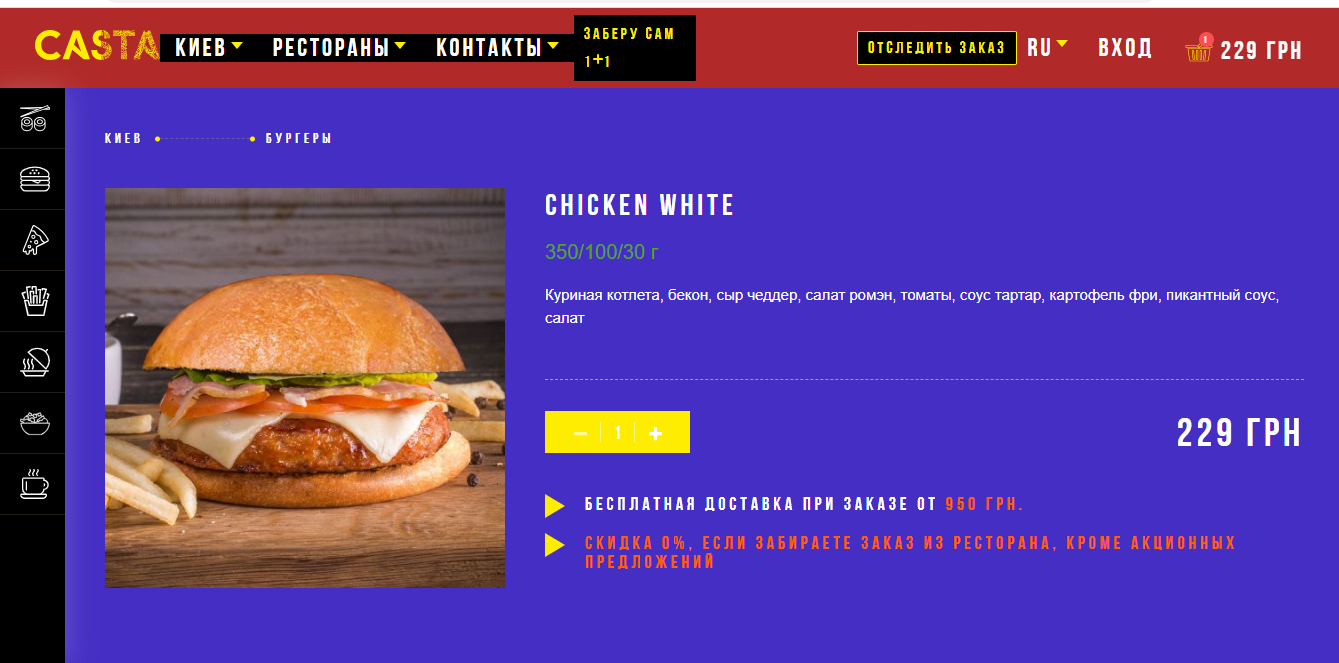 CASTA
КИЕВ
РЕСТОРАНЫ
КОНТАКТЫ
ЗАБЕРУ САМ
1+1
ОТСЛЕДИТЬ ЗАКАЗ
RU
ВХОД
1
229 ГРН
КИЕВ
БУРГЕРЫ
CHICKEN WHITE
350/100/30 г
Куриная котлета, бекон, сыр чеддер, салат ромэн, томаты, соус тартар, картофель фри, пикантный соус,
салат
− 1 +
229 ГРН
БЕСПЛАТНАЯ ДОСТАВКА ПРИ ЗАКАЗЕ ОТ 950 ГРН.
СКИДКА 0%, ЕСЛИ ЗАБИРАЕТЕ ЗАКАЗ ИЗ РЕСТОРАНА, КРОМЕ АКЦИОННЫХ
ПРЕДЛОЖЕНИЙ